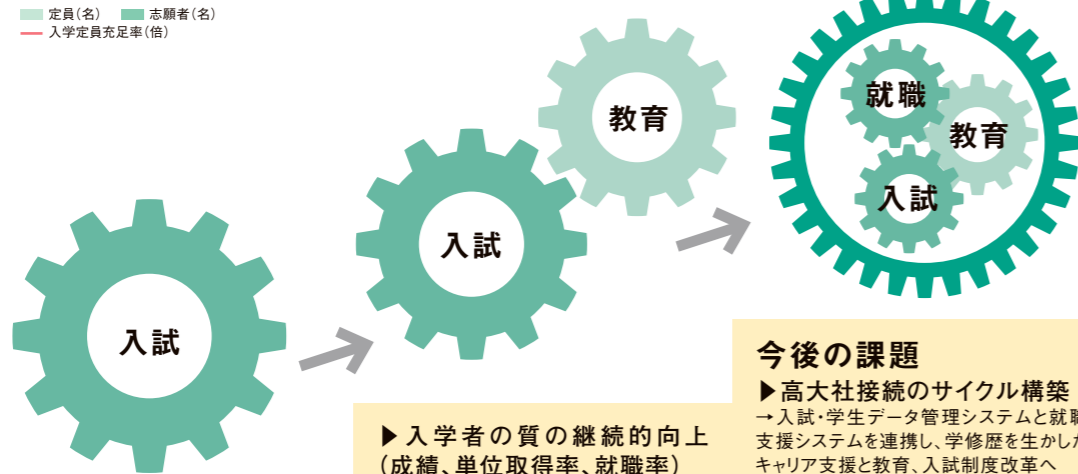 定員(名) 志願者(名)
入学定員充足率(倍)
入試
入試
教育
就職
教育
入試
▶入学者の質の継続的向上
(成績、単位取得率、就職率)
今後の課題
▶高大社接続のサイクル構築
→入試・学生データ管理システムと就職
支援システムを連携し、学修歴を生かした
キャリア支援と教育、入試制度改革へ